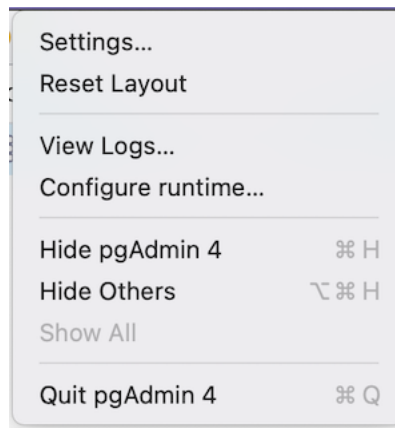 Settings...
Reset Layout
View Logs...
Configure runtime...
Hide pgAdmin 4 ⌘ H
Hide Others ⌥ ⌘ H
Show All
Quit pgAdmin 4 ⌘ Q